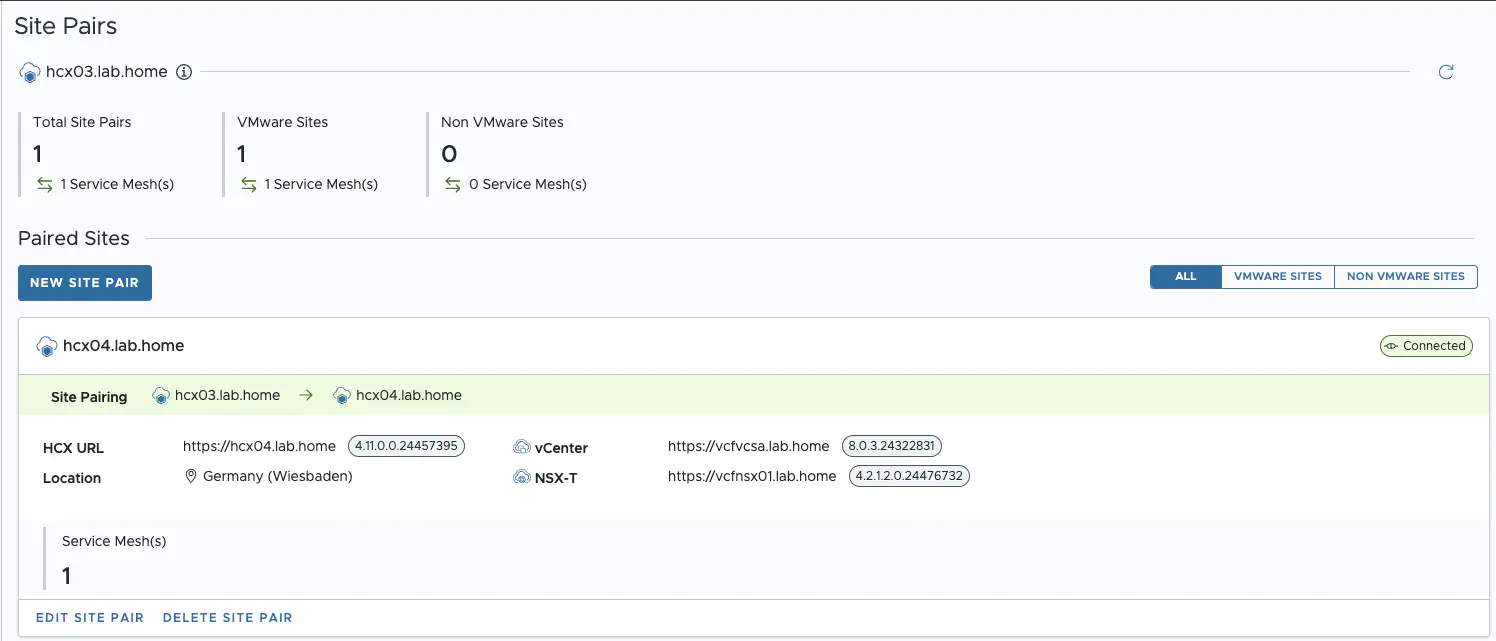 Site Pairs
hcx03.lab.home
Total Site Pairs VMware Sites Non VMware Sites
1 1 0
1 Service Mesh(s) 1 Service Mesh(s) 0 Service Mesh(s)
Paired Sites
NEW SITE PAIR ALL VMWARE SITES NON VMWARE SITES
hcx04.lab.home Connected
Site Pairing hcx03.lab.home → hcx04.lab.home
HCX URL https://hcx04.lab.home 4.11.0.0.24457395 vCenter https://vcfvcsa.lab.home 8.0.3.24322831
Location Germany (Wiesbaden) NSX-T https://vcfnsx01.lab.home 4.2.1.2.0.24476732
Service Mesh(s)
1
EDIT SITE PAIR DELETE SITE PAIR